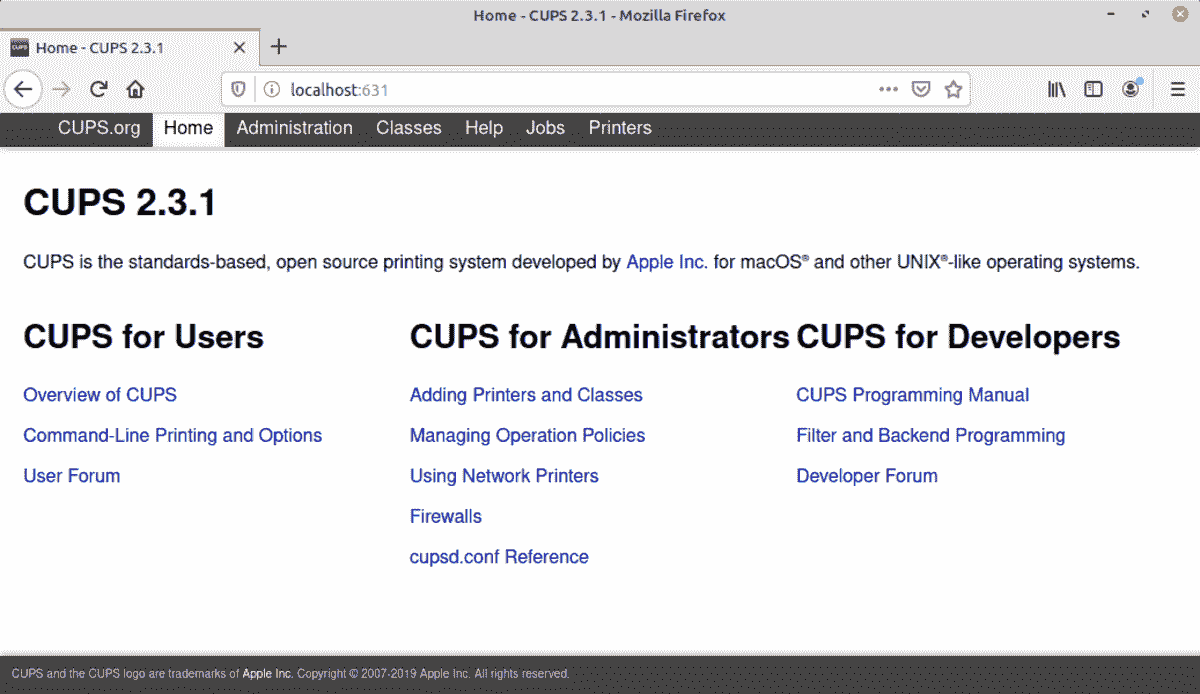 Home - CUPS 2.3.1 - Mozilla Firefox
CUPS Home - CUPS 2.3.1
localhost:631
CUPS.org Home Administration Classes Help Jobs Printers
CUPS 2.3.1
CUPS is the standards-based, open source printing system developed by Apple Inc. for macOS® and other UNIX®-like operating systems.
CUPS for Users
Overview of CUPS
Command-Line Printing and Options
User Forum
CUPS for Administrators
Adding Printers and Classes
Managing Operation Policies
Using Network Printers
Firewalls
cupsd.conf Reference
CUPS for Developers
CUPS Programming Manual
Filter and Backend Programming
Developer Forum
CUPS and the CUPS logo are trademarks of Apple Inc. Copyright © 2007-2019 Apple Inc. All rights reserved.